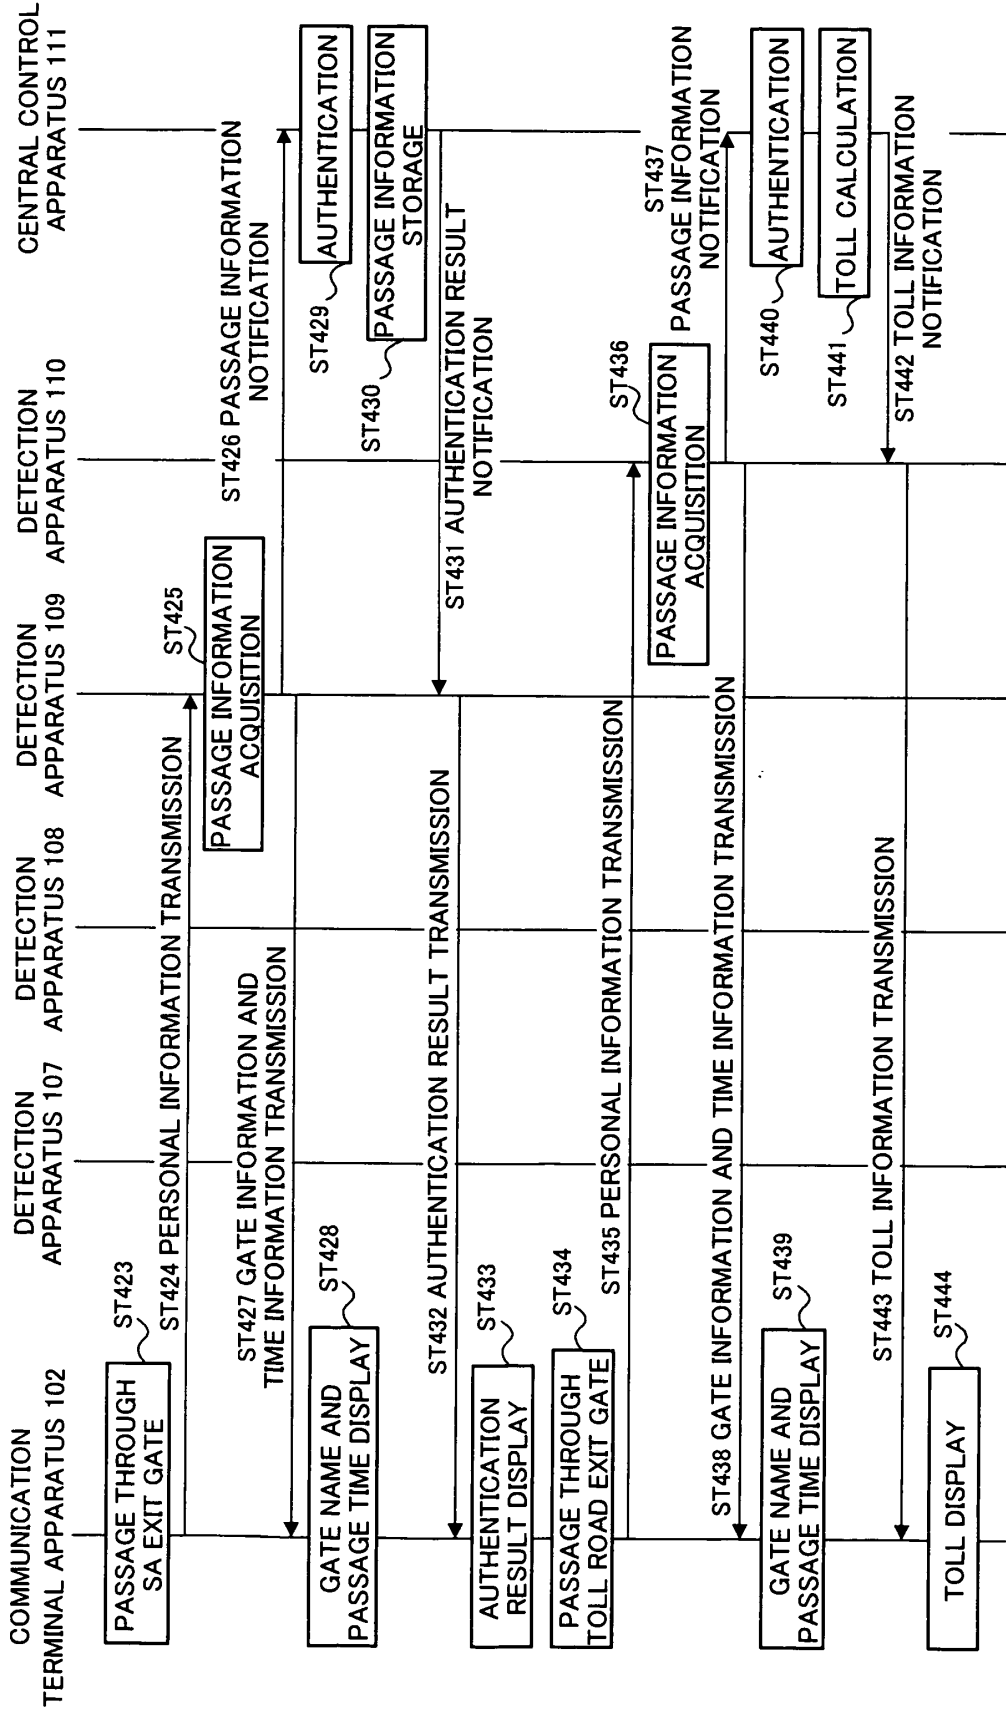 COMMUNICATION
TERMINAL APPARATUS 102
DETECTION
APPARATUS 107
DETECTION
APPARATUS 108
DETECTION
APPARATUS 109
DETECTION
APPARATUS 110
CENTRAL CONTROL
APPARATUS 111
PASSAGE THROUGH
SA EXIT GATE
ST423
ST424 PERSONAL INFORMATION TRANSMISSION
ST425
PASSAGE INFORMATION
ACQUISITION
ST426 PASSAGE INFORMATION
NOTIFICATION
ST427 GATE INFORMATION AND
TIME INFORMATION TRANSMISSION
GATE NAME AND
PASSAGE TIME DISPLAY
ST428
AUTHENTICATION
ST429
PASSAGE INFORMATION
STORAGE
ST430
ST431 AUTHENTICATION RESULT
NOTIFICATION
ST432 AUTHENTICATION RESULT TRANSMISSION
AUTHENTICATION
RESULT DISPLAY
ST433
PASSAGE THROUGH
TOLL ROAD EXIT GATE
ST434
ST435 PERSONAL INFORMATION TRANSMISSION
ST436
PASSAGE INFORMATION
ACQUISITION
ST437
PASSAGE INFORMATION
NOTIFICATION
ST438 GATE INFORMATION AND TIME INFORMATION TRANSMISSION
GATE NAME AND
PASSAGE TIME DISPLAY
ST439
AUTHENTICATION
ST440
TOLL CALCULATION
ST441
ST442 TOLL INFORMATION
NOTIFICATION
ST443 TOLL INFORMATION TRANSMISSION
TOLL DISPLAY
ST444